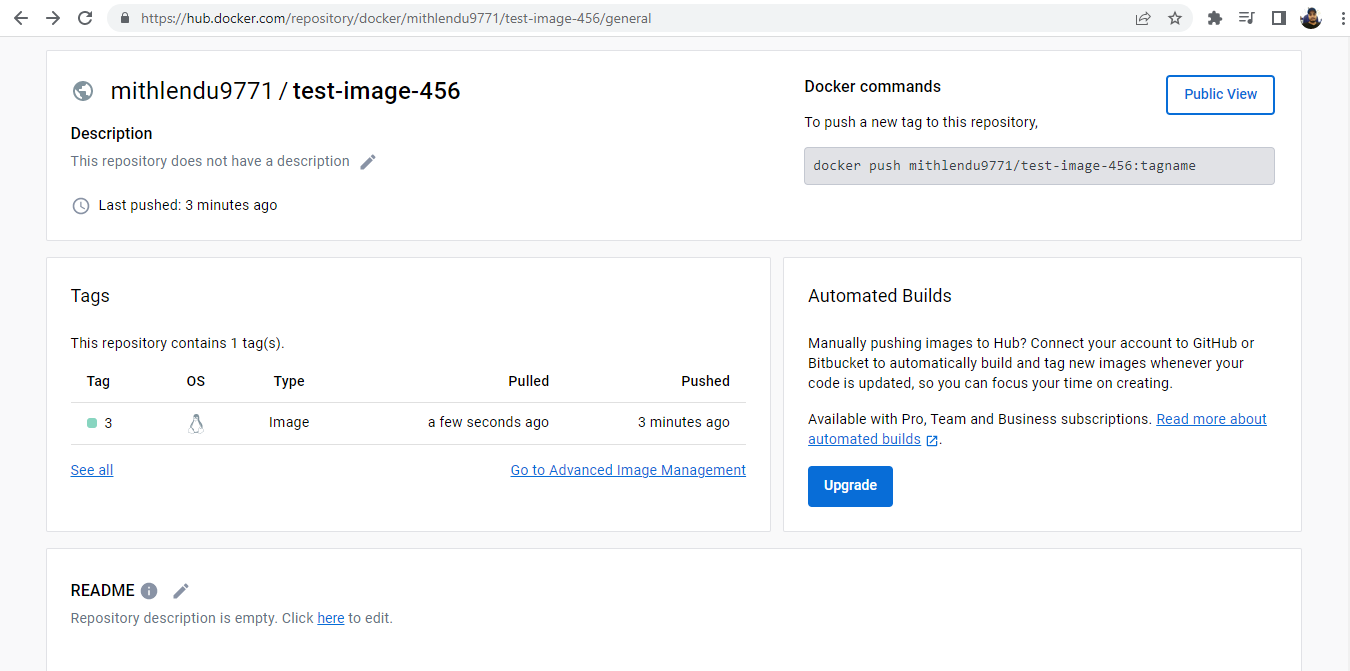 https://hub.docker.com/repository/docker/mithlendu9771/test-image-456/general
mithlendu9771 / test-image-456
Description
This repository does not have a description
Last pushed: 3 minutes ago
Docker commands
Public View
To push a new tag to this repository,
docker push mithlendu9771/test-image-456:tagname
Tags
This repository contains 1 tag(s).
Tag OS Type Pulled Pushed
3 Image a few seconds ago 3 minutes ago
See all Go to Advanced Image Management
Automated Builds
Manually pushing images to Hub? Connect your account to GitHub or
Bitbucket to automatically build and tag new images whenever your
code is updated, so you can focus your time on creating.
Available with Pro, Team and Business subscriptions. Read more about
automated builds.
Upgrade
README
Repository description is empty. Click here to edit.